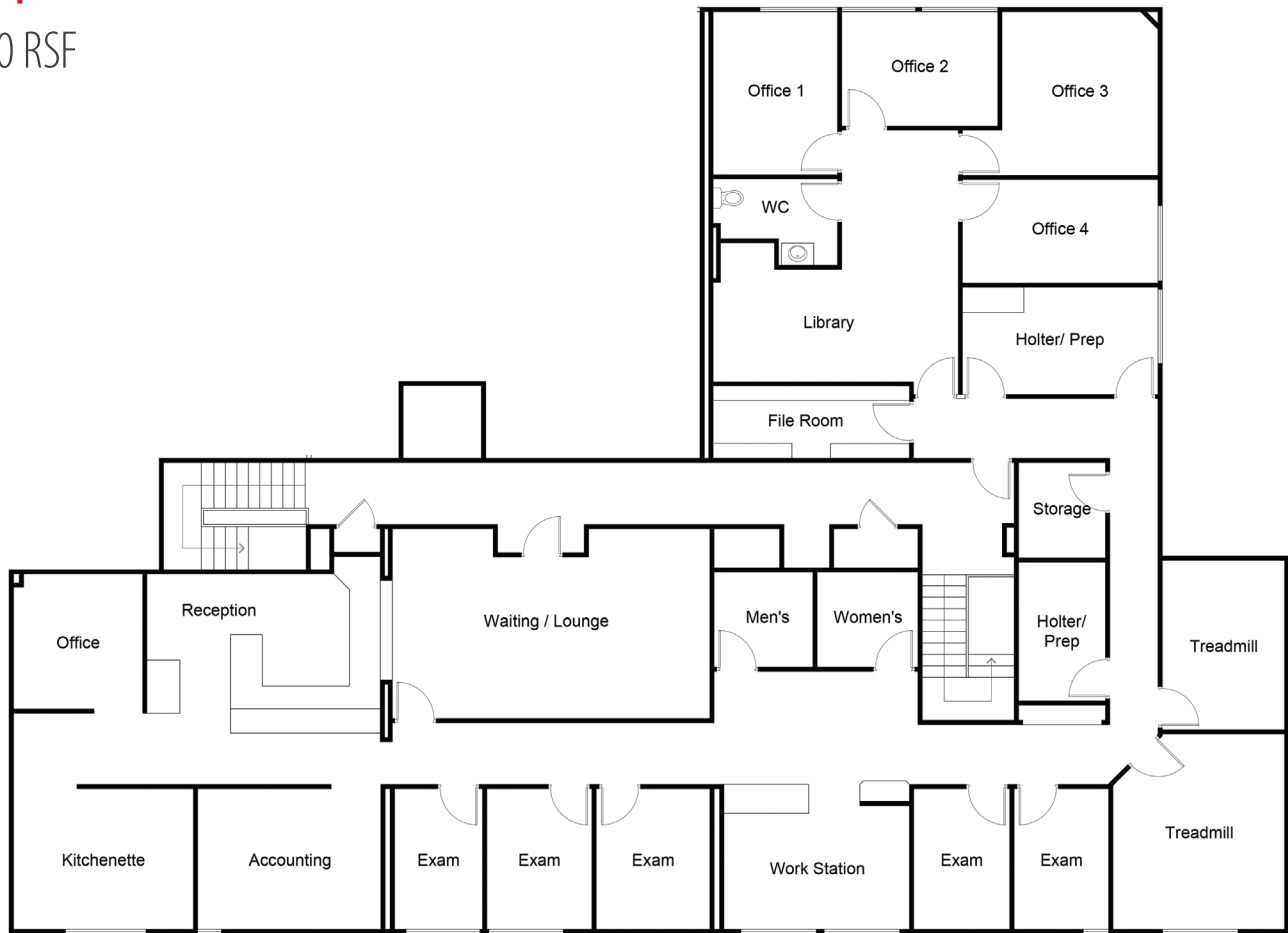 0 RSF
Office 1
Office 2
Office 3
WC
Office 4
Library
Holter/ Prep
File Room
Storage
Reception
Office
Waiting / Lounge
Men's
Women's
Holter/
Prep
Treadmill
Kitchenette
Accounting
Exam
Exam
Exam
Work Station
Exam
Exam
Treadmill